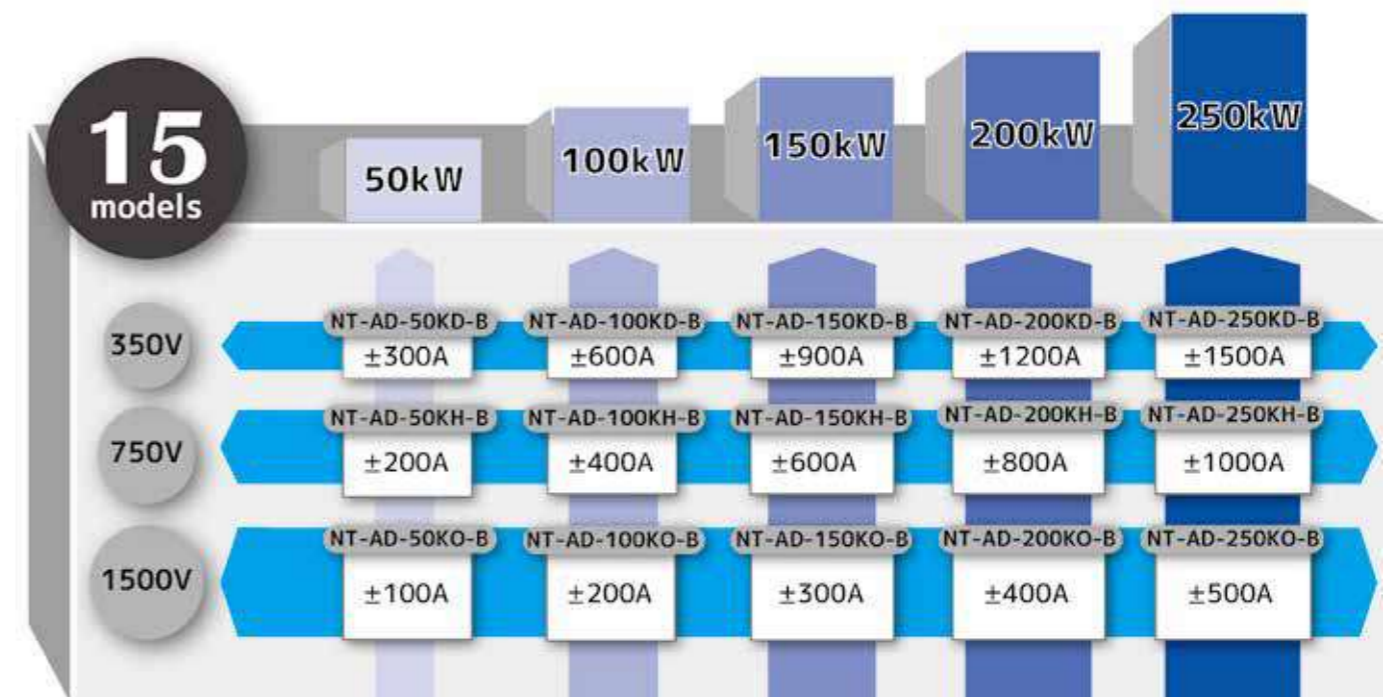 15
models
50kW
100kW
150kW
200kW
250kW
350V
NT-AD-50KD-B
±300A
NT-AD-100KD-B
±600A
NT-AD-150KD-B
±900A
NT-AD-200KD-B
±1200A
NT-AD-250KD-B
±1500A
750V
NT-AD-50KH-B
±200A
NT-AD-100KH-B
±400A
NT-AD-150KH-B
±600A
NT-AD-200KH-B
±800A
NT-AD-250KH-B
±1000A
1500V
NT-AD-50KO-B
±100A
NT-AD-100KO-B
±200A
NT-AD-150KO-B
±300A
NT-AD-200KO-B
±400A
NT-AD-250KO-B
±500A